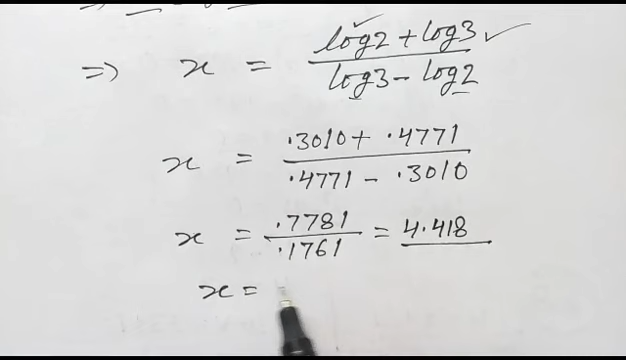 ⇒ x = log2 + log3 / log3 - log2
x = .3010 + .4771 / .4771 - .3010
x = .7781 / .1761 = 4.418
x =